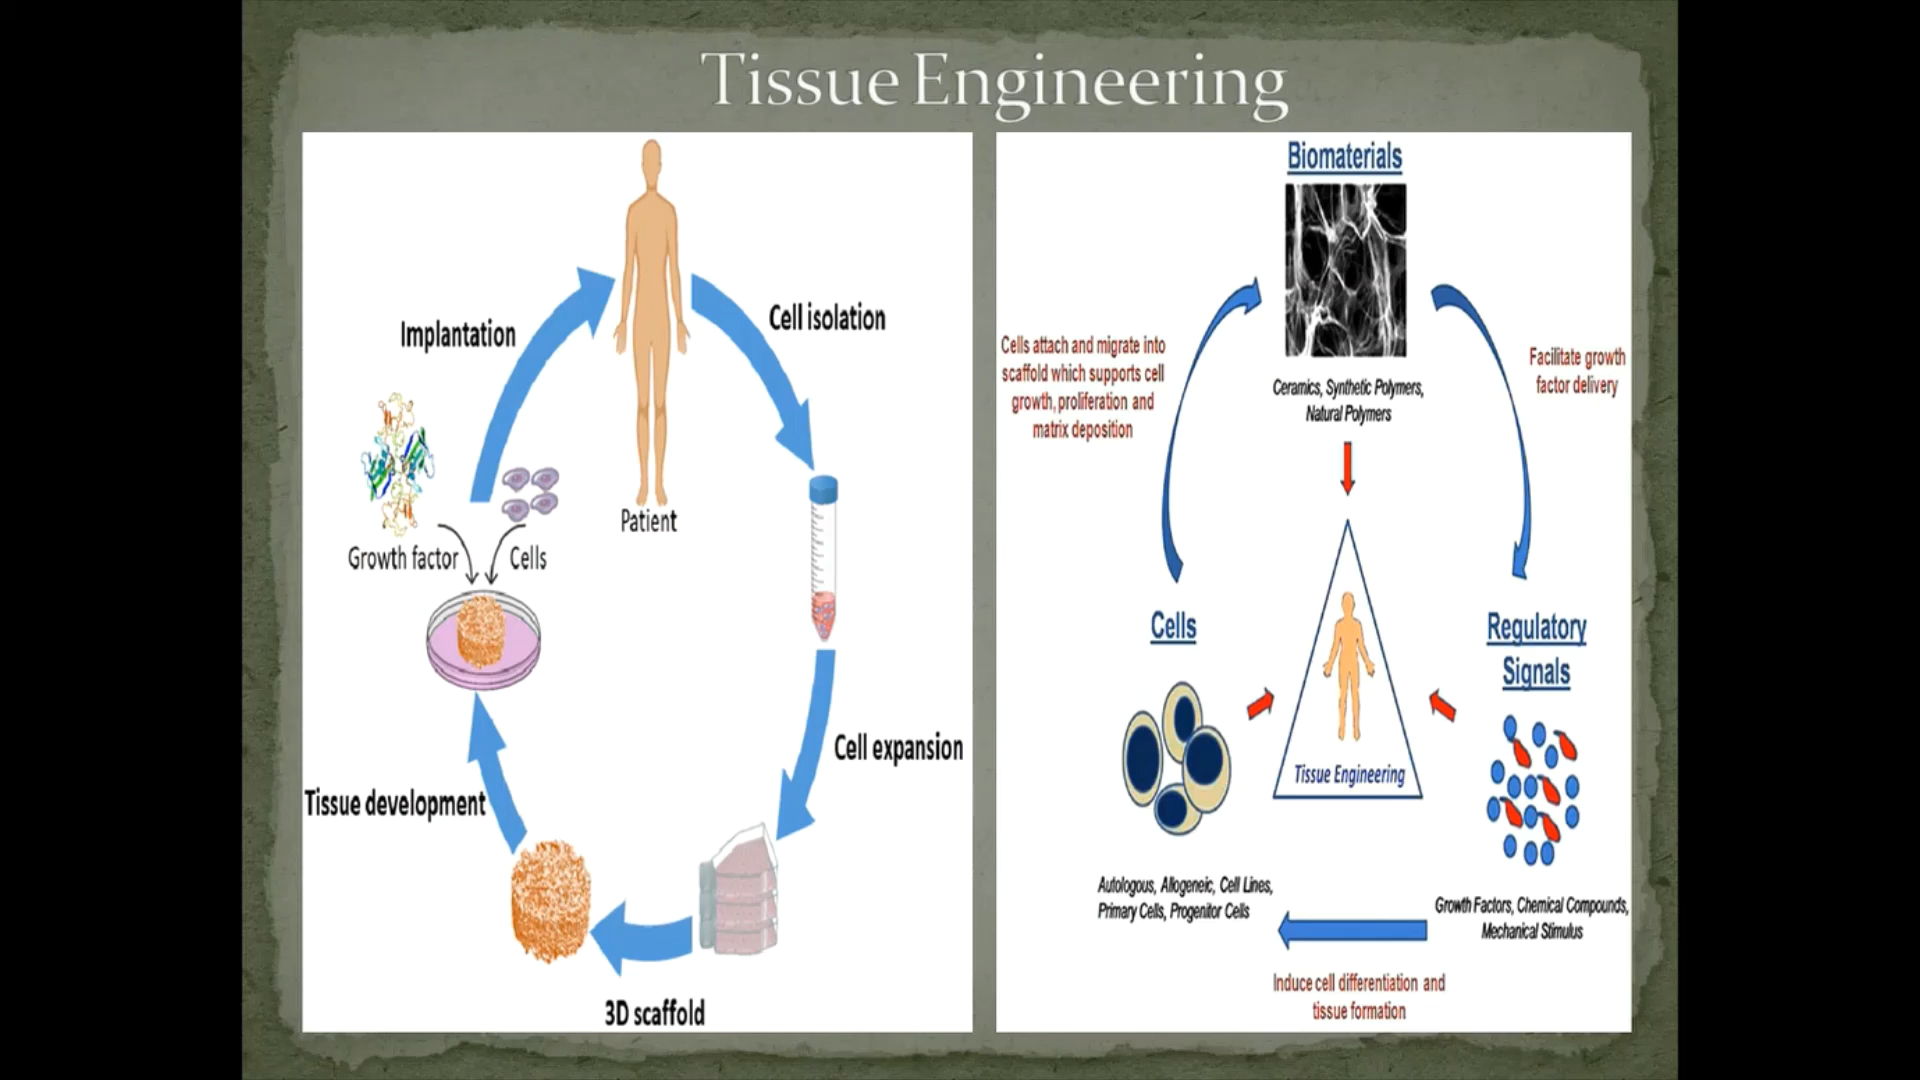 Tissue Engineering
Implantation
Cell isolation
Growth factor
Cells
Patient
Cell expansion
Tissue development
3D scaffold
Biomaterials
Cells attach and migrate into
scaffold which supports cell
growth, proliferation and
matrix deposition
Facilitate growth
factor delivery
Ceramics, Synthetic Polymers,
Natural Polymers
Cells
Regulatory
Signals
Tissue Engineering
Autologous, Allogeneic, Cell Lines,
Primary Cells, Progenitor Cells
Growth Factors, Chemical Compounds,
Mechanical Stimulus
Induce cell differentiation and
tissue formation